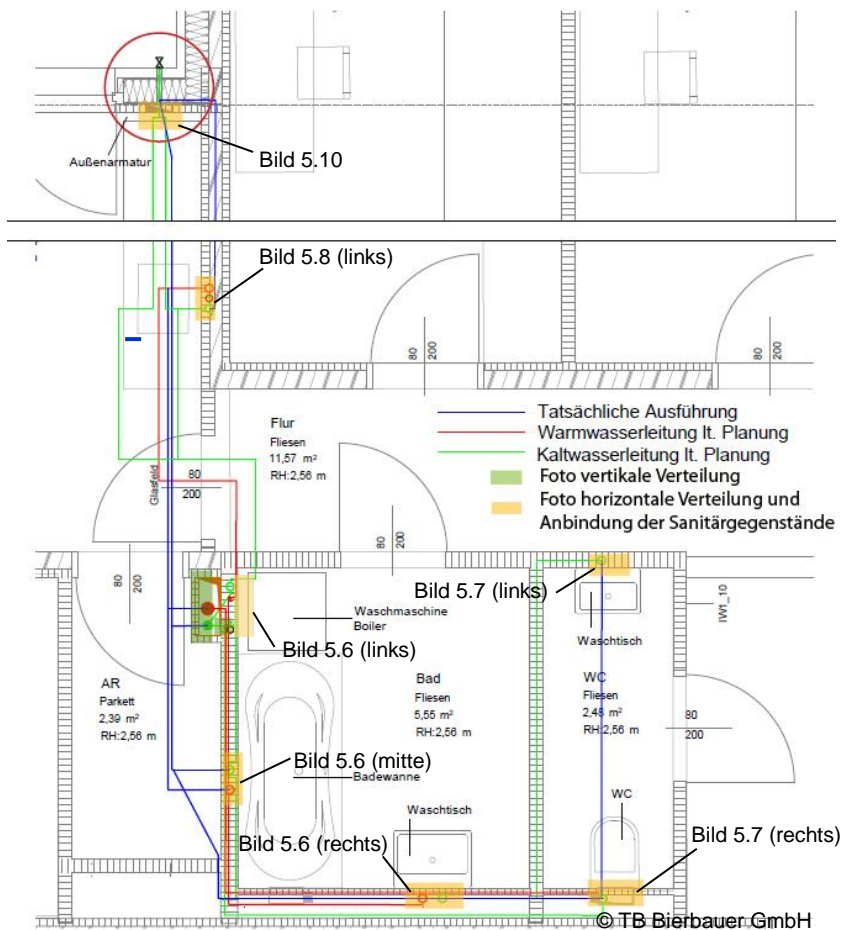 Außenarmatur
Bild 5.10
Bild 5.8 (links)
80
200
80
200
Flur
Fliesen
11,57 m²
RH:2,56 m
Tatsächliche Ausführung
Warmwasserleitung lt. Planung
Kaltwasserleitung lt. Planung
Foto vertikale Verteilung
Foto horizontale Verteilung und
Anbindung der Sanitärgegenstände
Glasfeld
80
200
80
200
80
200
Bild 5.7 (links)
Waschmaschine
Boiler
Waschtisch
IW1_10
Bild 5.6 (links)
AR
Parkett
2,39 m²
RH:2,56 m
Bad
Fliesen
5,55 m²
RH:2,56 m
WC
Fliesen
2,48 m²
RH:2,56 m
80
200
Bild 5.6 (mitte)
Badewanne
WC
Waschtisch
Bild 5.6 (rechts)
Bild 5.7 (rechts)
© TB Bierbauer GmbH